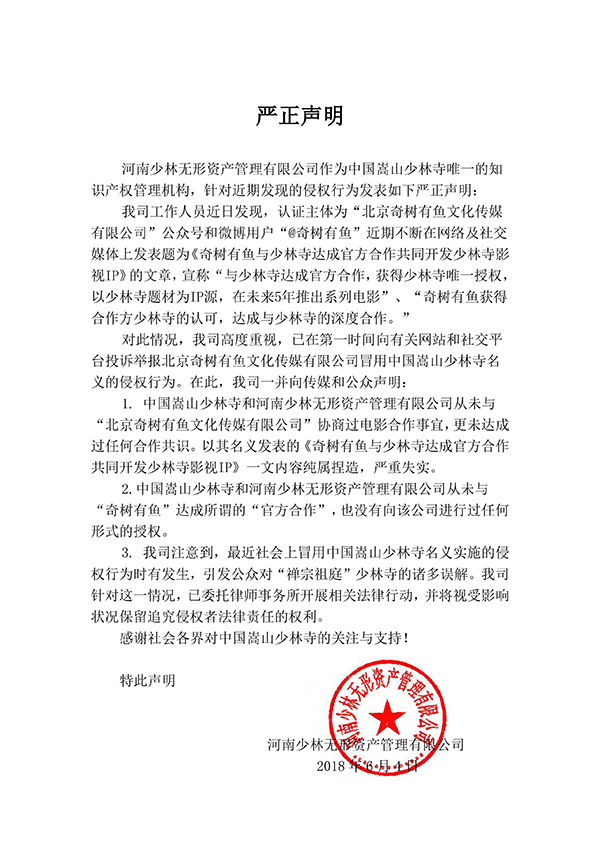 严正声明
河南少林无形资产管理有限公司作为中国嵩山少林寺唯一的知
识产权管理机构，针对近期发现的侵权行为发表如下严正声明：
我司工作人员近日发现，认证主体为“北京奇树有鱼文化传媒
有限公司”公众号和微博用户“@奇树有鱼”近期不断在网络及社交
媒体上发表题为《奇树有鱼与少林寺达成官方合作共同开发少林寺影
视IP》的文章，宣称“与少林寺达成官方合作，获得少林寺唯一授权，
以少林寺题材为IP源，在未来5年推出系列电影”、“奇树有鱼获得
合作方少林寺的认可，达成与少林寺的深度合作。”
对此情况，我司高度重视，已在第一时间向有关网站和社交平
台投诉举报北京奇树有鱼文化传媒有限公司冒用中国嵩山少林寺名
义的侵权行为。在此，我司一并向传媒和公众声明：
1. 中国嵩山少林寺和河南少林无形资产管理有限公司从未与
“北京奇树有鱼文化传媒有限公司”协商过电影合作事宜，更未达成
过任何合作共识。以其名义发表的《奇树有鱼与少林寺达成官方合作
共同开发少林寺影视IP》一文内容纯属捏造，严重失实。
2.中国嵩山少林寺和河南少林无形资产管理有限公司从未与
“奇树有鱼”达成所谓的“官方合作”,也没有向该公司进行过任何
形式的授权。
3. 我司注意到，最近社会上冒用中国嵩山少林寺名义实施的侵
权行为时有发生，引发公众对“禅宗祖庭”少林寺的诸多误解。我司
针对这一情况，已委托律师事务所开展相关法律行动，并将视受影响
状况保留追究侵权者法律责任的权利。
感谢社会各界对中国嵩山少林寺的关注与支持！
特此声明
河南少林无形资产管理有限公司
河南少林无形资产管理有限公司
2018年6月4日